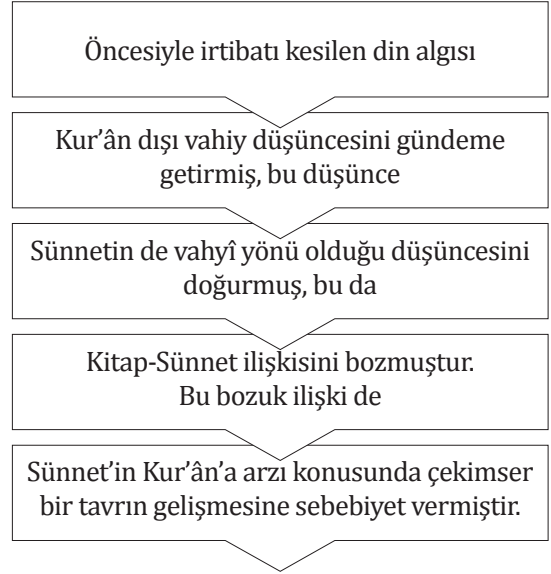 Öncesiyle irtibatı kesilen din algısı
Kur’ân dışı vahiy düşüncesini gündeme
getirmiş, bu düşünce
Sünnetin de vahyî yönü olduğu düşüncesini
doğurmuş, bu da
Kitap-Sünnet ilişkisini bozmuştur.
Bu bozuk ilişki de
Sünnet’in Kur’ân’a arzı konusunda çekimser
bir tavrın gelişmesine sebebiyet vermiştir.